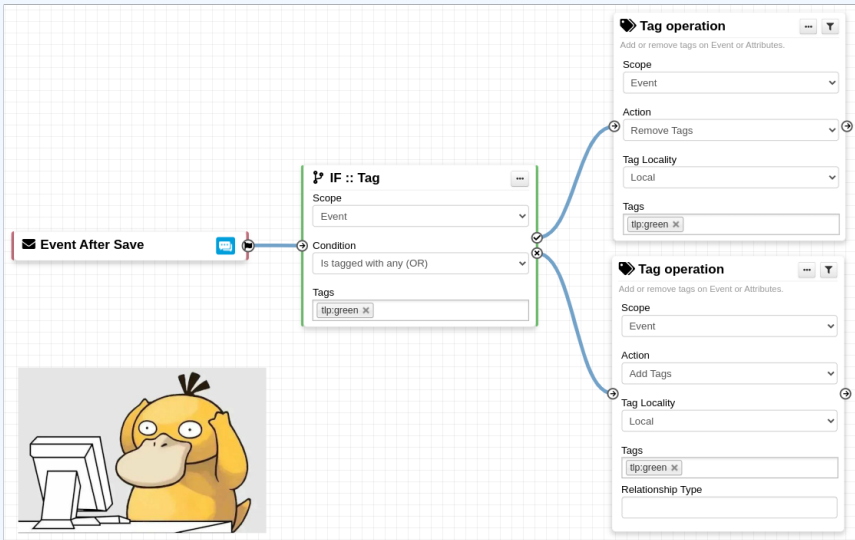 Event After Save
IF :: Tag
Scope
Event
Condition
Is tagged with any (OR)
Tags
tlp:green
Tag operation
Add or remove tags on Event or Attributes.
Scope
Event
Action
Remove Tags
Tag Locality
Local
Tags
tlp:green
Tag operation
Add or remove tags on Event or Attributes.
Scope
Event
Action
Add Tags
Tag Locality
Local
Tags
tlp:green
Relationship Type